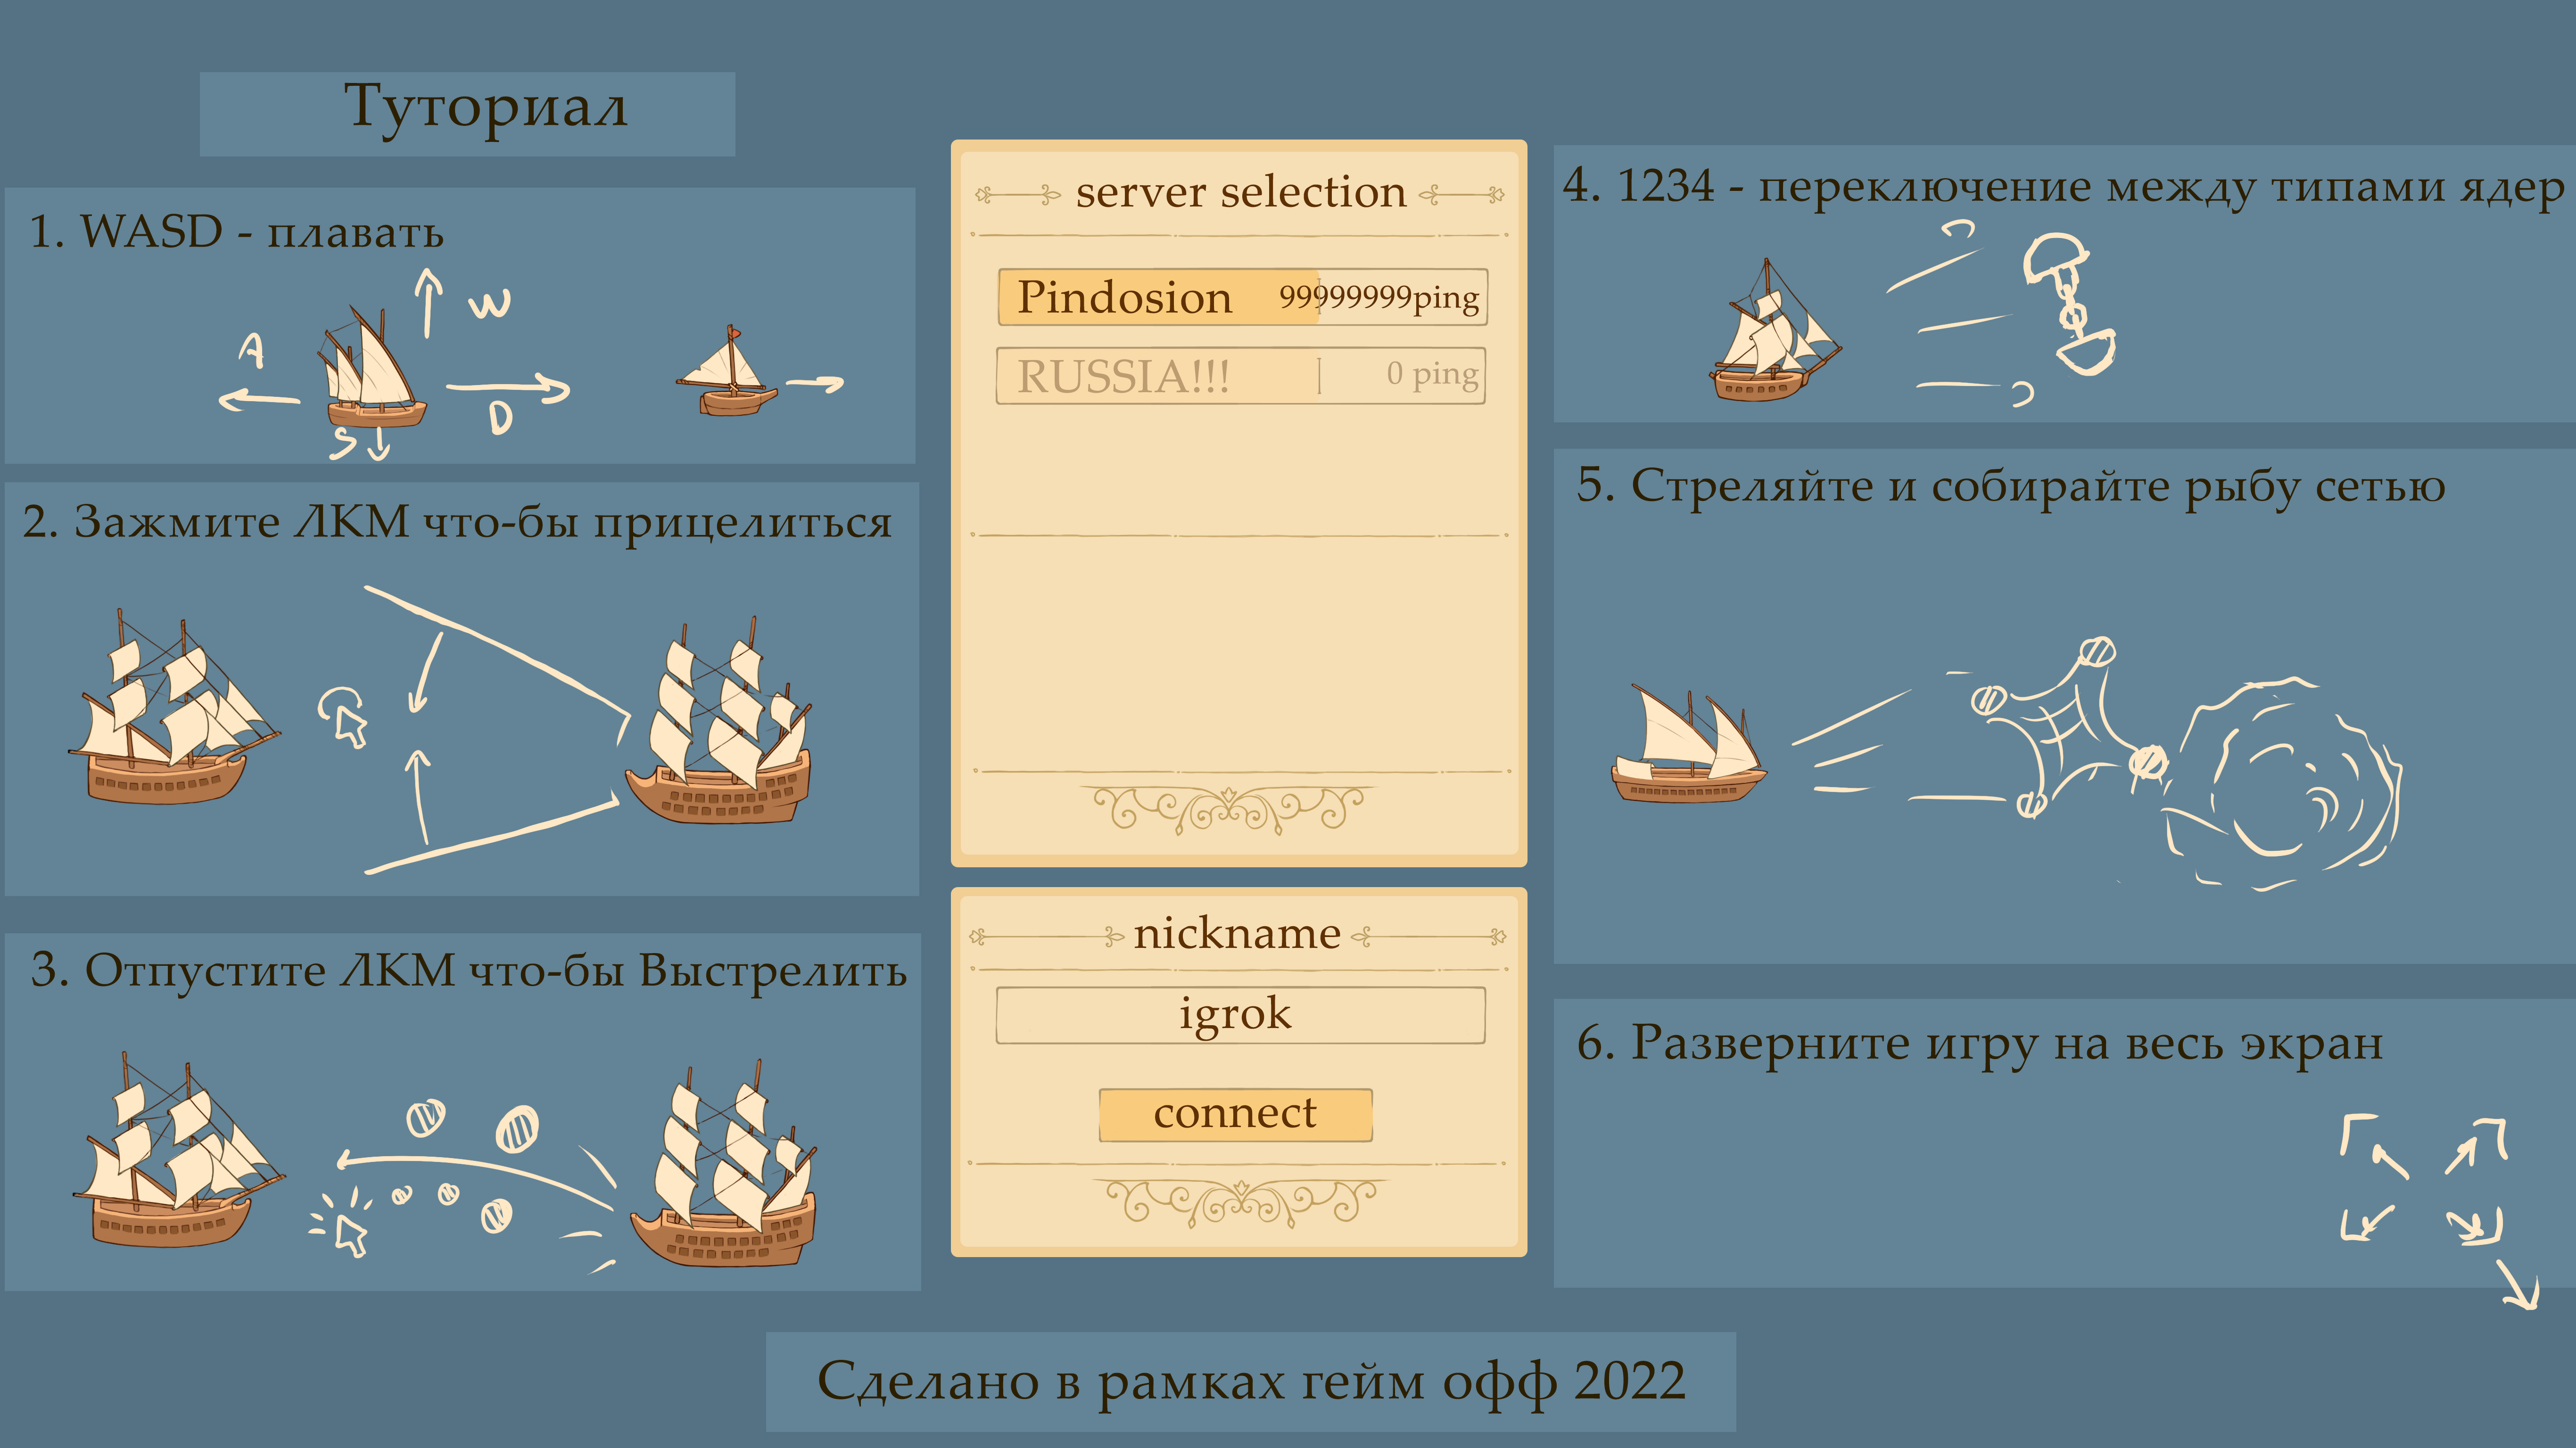 Туториал
1. WASD - плавать
W
A
D
S
2. Зажмите ЛКМ что-бы прицелиться
3. Отпустите ЛКМ что-бы Выстрелить
server selection
Pindosion 99999999ping
RUSSIA!!! 0 ping
nickname
igrok
connect
4. 1234 - переключение между типами ядер
5. Стреляйте и собирайте рыбу сетью
6. Разверните игру на весь экран
Сделано в рамках гейм офф 2022